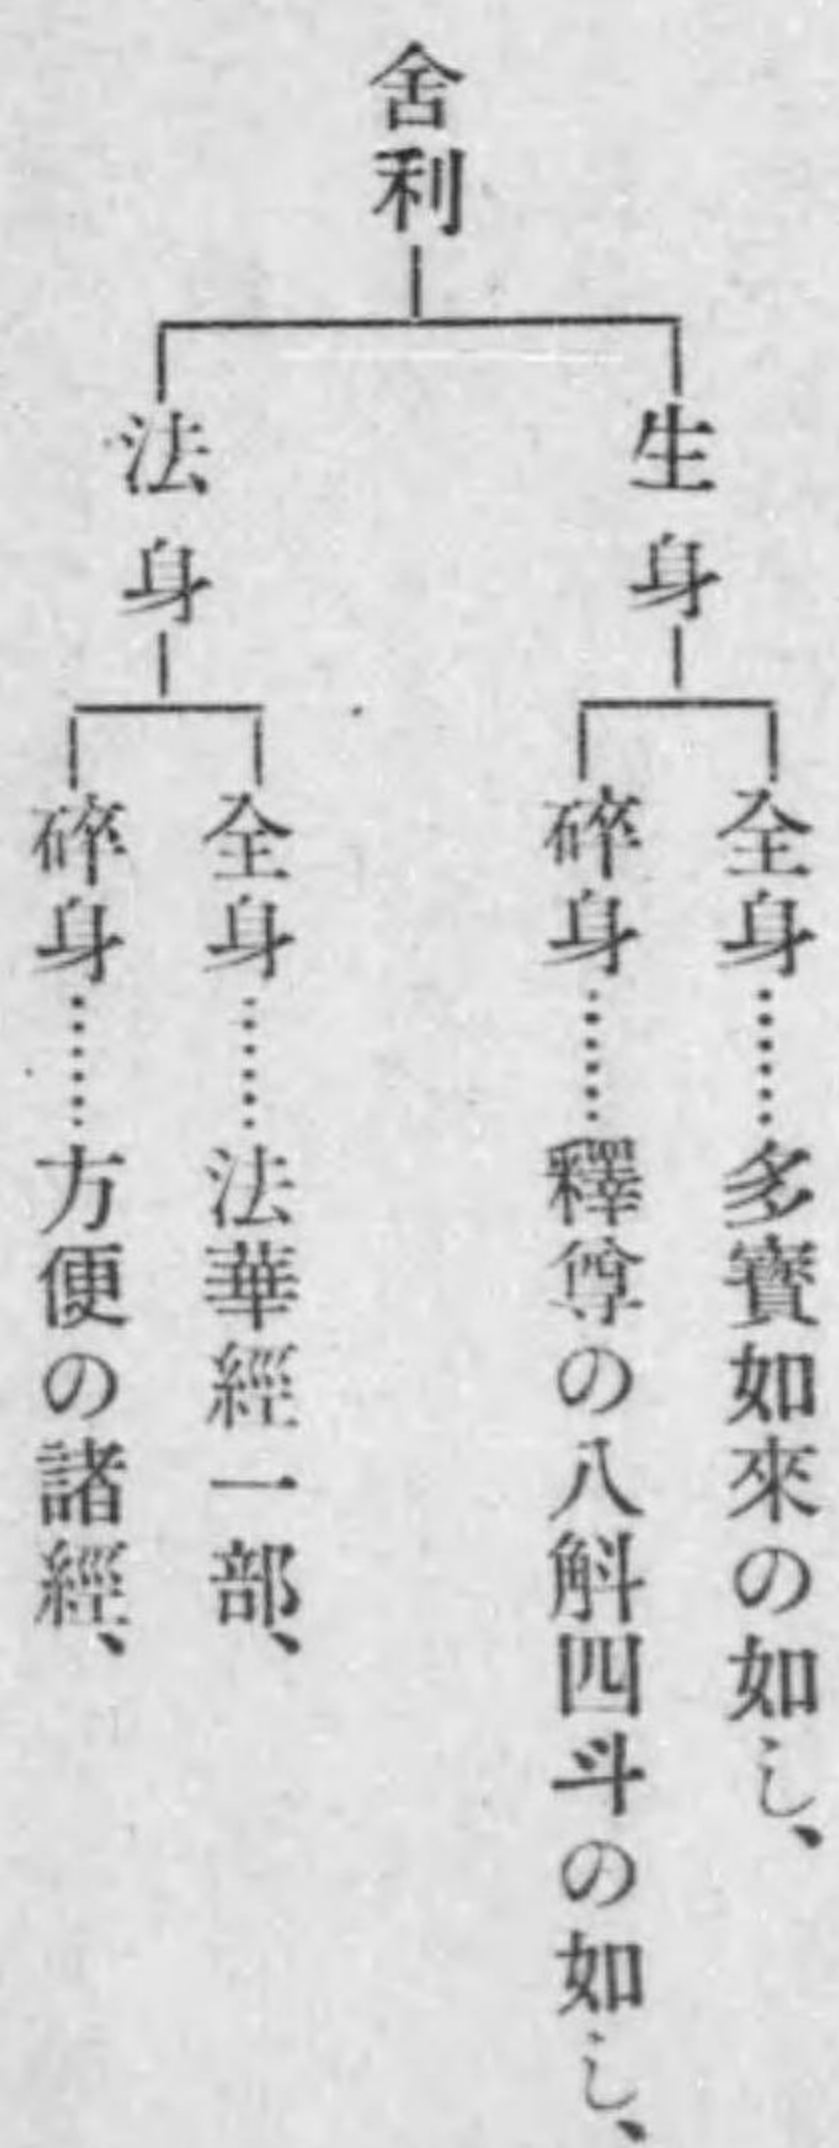 舍利
生身
全身……多寶如來の如し、
碎身……釋尊の八斛四斗の如し、
法身
全身……法華經一部、
碎身……方便の諸經、